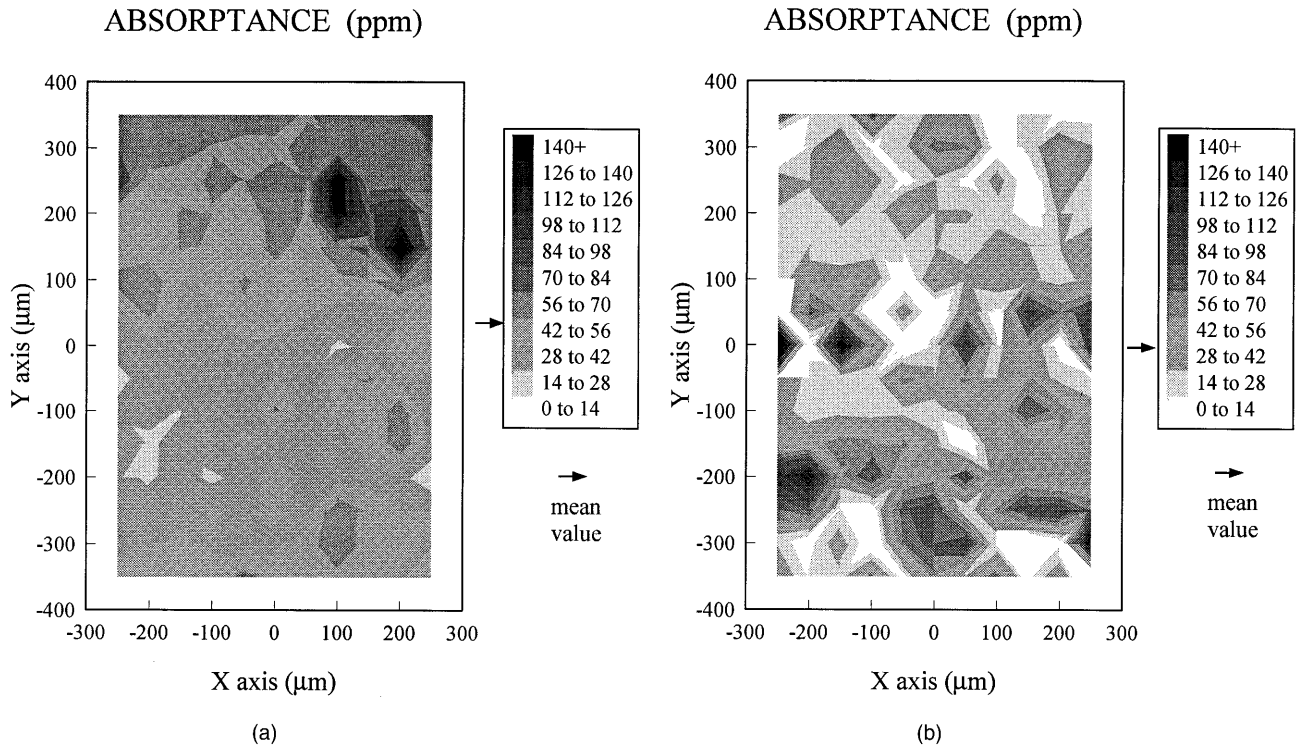 ABSORPTANCE (ppm)
400
300
200
100
0
-100
-200
-300
-400
Y axis (μm)
-300 -200 -100 0 100 200 300
X axis (μm)
140+
126 to 140
112 to 126
98 to 112
84 to 98
70 to 84
56 to 70
42 to 56
28 to 42
14 to 28
0 to 14
mean
value
(a)
ABSORPTANCE (ppm)
400
300
200
100
0
-100
-200
-300
-400
Y axis (μm)
-300 -200 -100 0 100 200 300
X axis (μm)
140+
126 to 140
112 to 126
98 to 112
84 to 98
70 to 84
56 to 70
42 to 56
28 to 42
14 to 28
0 to 14
mean
value
(b)